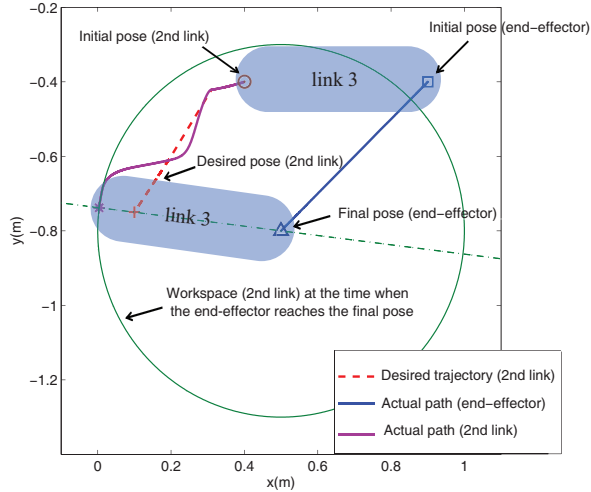 −0.2
Initial pose (2nd link)
Initial pose (end−effector)
link 3
−0.4
−0.6
Desired pose (2nd link)
link 3
Final pose (end−effector)
−0.8
y(m)
Workspace (2nd link) at the time when
the end−effector reaches the final pose
−1
−1.2
Desired trajectory (2nd link)
Actual path (end−effector)
Actual path (2nd link)
0 0.2 0.4 0.6 0.8 1
x(m)